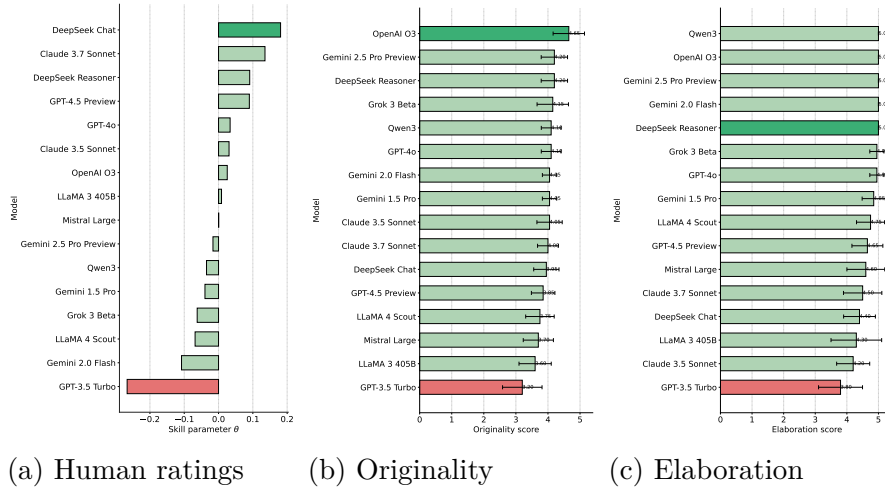 DeepSeek Chat
Claude 3.7 Sonnet
DeepSeek Reasoner
GPT-4.5 Preview
GPT-4o
Claude 3.5 Sonnet
OpenAI O3
LLaMA 3 405B
Mistral Large
Gemini 2.5 Pro Preview
Qwen3
Gemini 1.5 Pro
Grok 3 Beta
LLaMA 4 Scout
Gemini 2.0 Flash
GPT-3.5 Turbo
Model
−0.2 −0.1 0.0 0.1 0.2
Skill parameter θ
(a) Human ratings
OpenAI O3
Gemini 2.5 Pro Preview
DeepSeek Reasoner
Grok 3 Beta
Qwen3
GPT-4o
Gemini 2.0 Flash
Gemini 1.5 Pro
Claude 3.5 Sonnet
Claude 3.7 Sonnet
DeepSeek Chat
GPT-4.5 Preview
LLaMA 4 Scout
Mistral Large
LLaMA 3 405B
GPT-3.5 Turbo
Model
0 1 2 3 4 5
Originality score
(b) Originality
Qwen3
OpenAI O3
Gemini 2.5 Pro Preview
Gemini 2.0 Flash
DeepSeek Reasoner
Grok 3 Beta
GPT-4o
Gemini 1.5 Pro
LLaMA 4 Scout
GPT-4.5 Preview
Mistral Large
Claude 3.7 Sonnet
DeepSeek Chat
LLaMA 3 405B
Claude 3.5 Sonnet
GPT-3.5 Turbo
Model
0 1 2 3 4 5
Elaboration score
(c) Elaboration